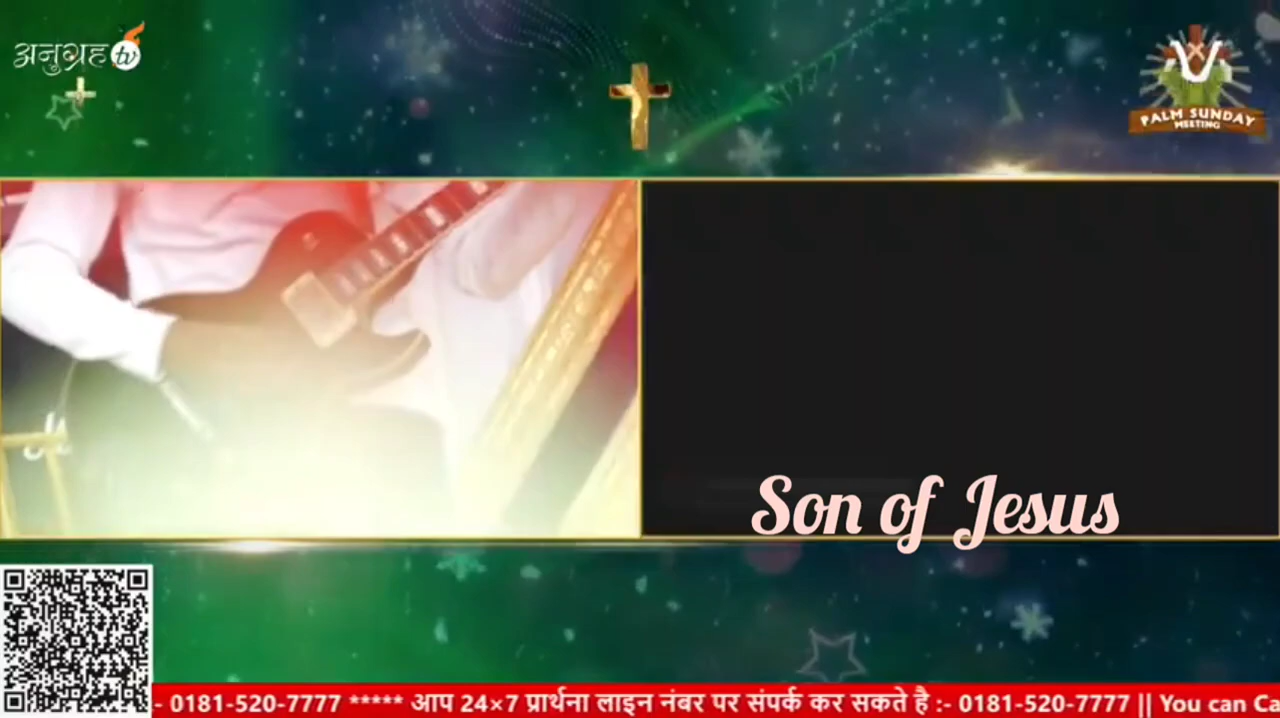 अनुग्रह tv
PALM SUNDAY
MEETING
Son of Jesus
- 0181-520-7777 ***** आप 24×7 प्रार्थना लाइन नंबर पर संपर्क कर सकते है :- 0181-520-7777 || You can Ca